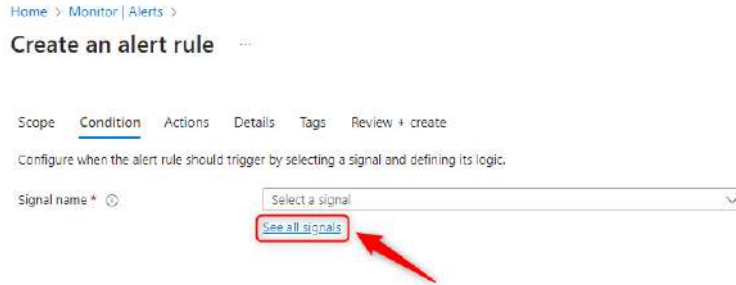 Home > Monitor | Alerts >
Create an alert rule ...
Scope Condition Actions Details Tags Review + create
Configure when the alert rule should trigger by selecting a signal and defining its logic.
Signal name * Select a signal
See all signals